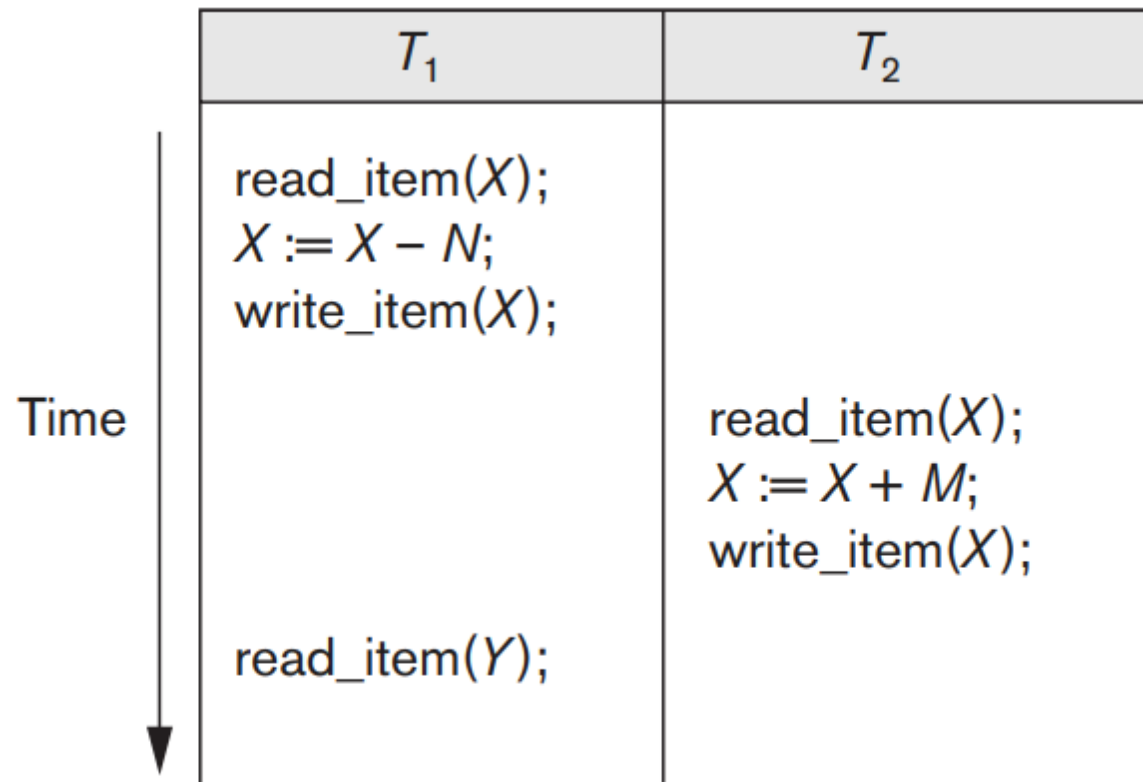 T₁ T₂
read_item(X);
X := X – N;
write_item(X);
Time
read_item(X);
X := X + M;
write_item(X);
read_item(Y);